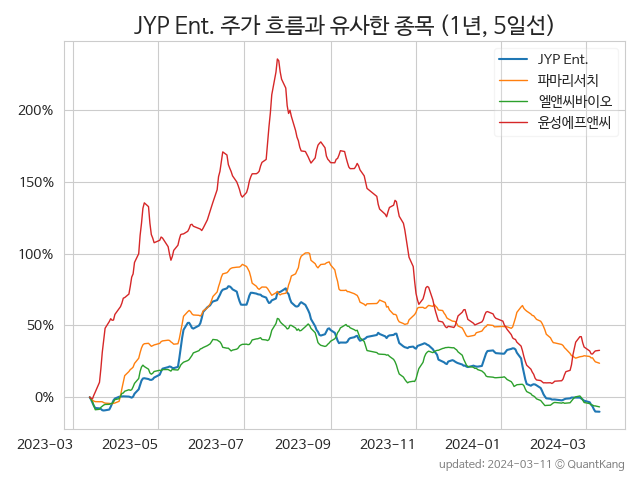 JYP Ent. 주가 흐름과 유사한 종목 (1년, 5일선)
JYP Ent.
파마리서치
엘앤씨바이오
윤성에프앤씨
200%
150%
100%
50%
0%
2023-03 2023-05 2023-07 2023-09 2023-11 2024-01 2024-03
updated: 2024-03-11 © QuantKang